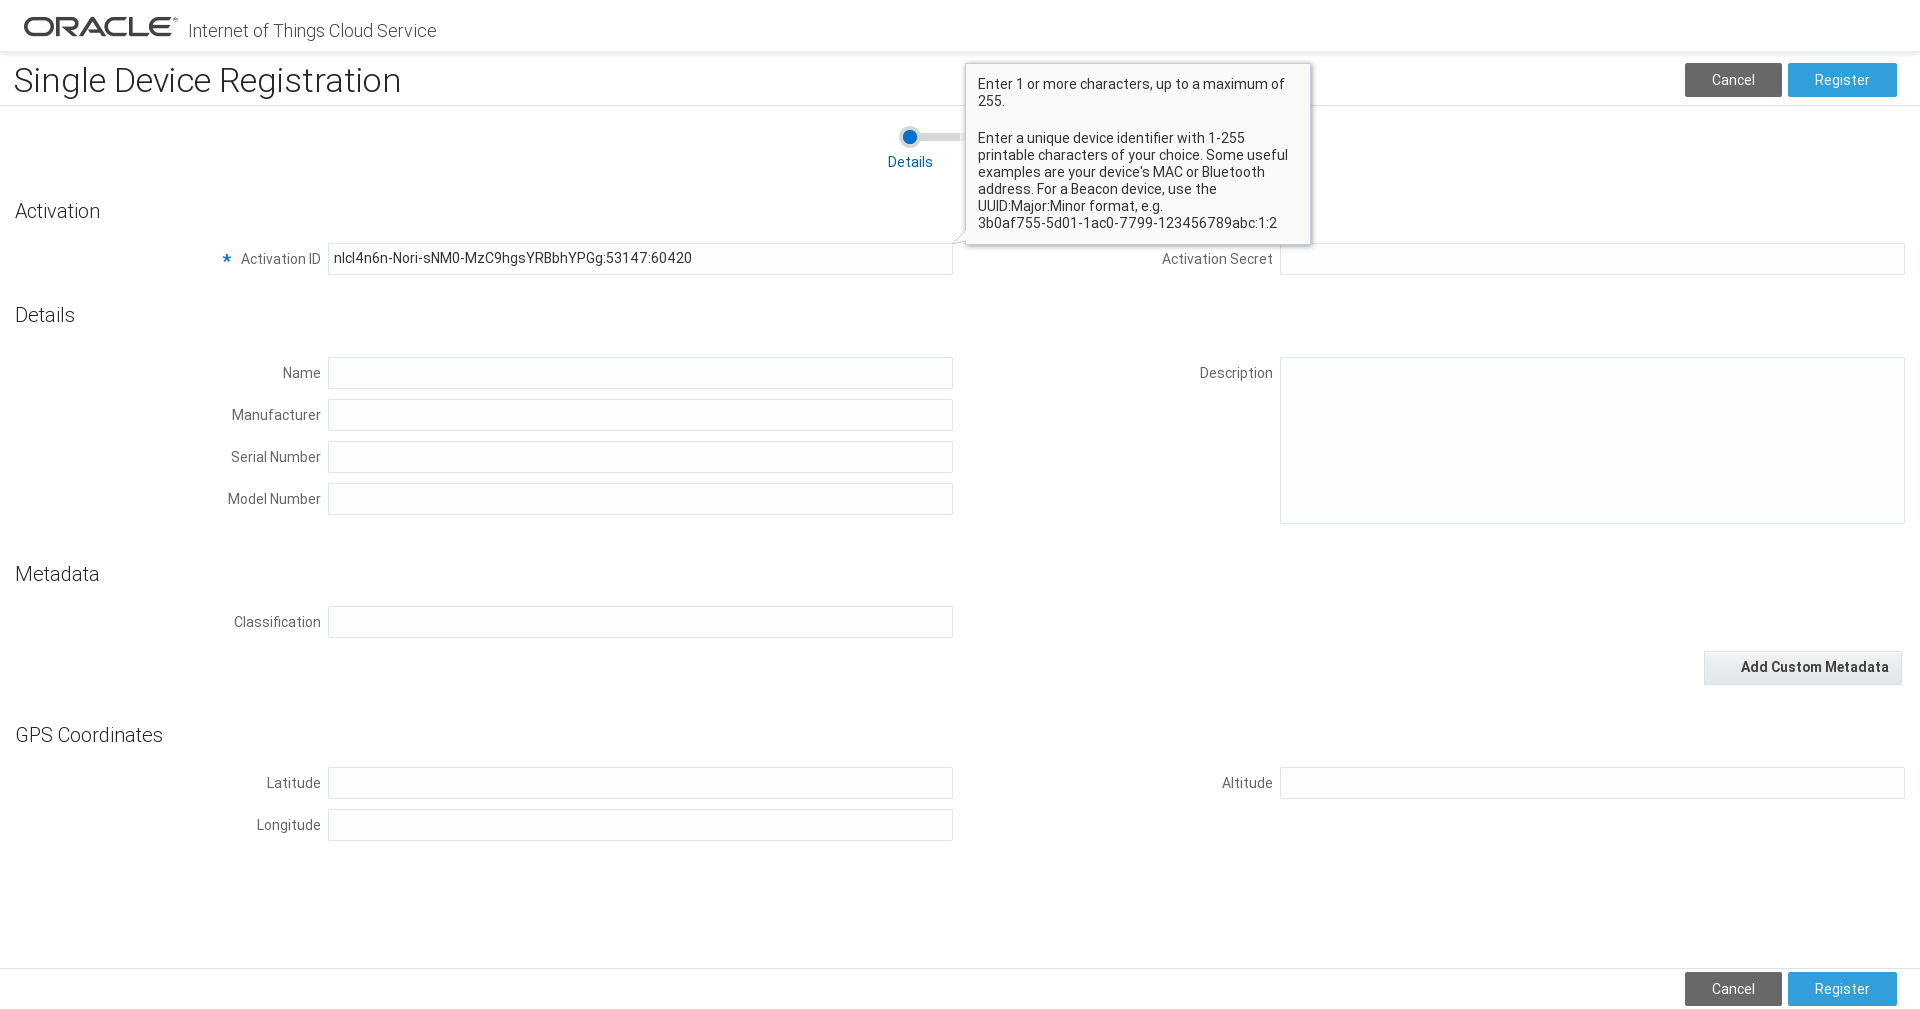 ORACLE® Internet of Things Cloud Service
Single Device Registration
Cancel
Register
Enter 1 or more characters, up to a maximum of
255.
Enter a unique device identifier with 1-255
printable characters of your choice. Some useful
examples are your device's MAC or Bluetooth
address. For a Beacon device, use the
UUID:Major:Minor format, e.g.
3b0af755-5d01-1ac0-7799-123456789abc:1:2
Details
Activation
* Activation ID
nlcl4n6n-Nori-sNM0-MzC9hgsYRBbhYPGg:53147:60420
Activation Secret
Details
Name
Description
Manufacturer
Serial Number
Model Number
Metadata
Classification
Add Custom Metadata
GPS Coordinates
Latitude
Altitude
Longitude
Cancel
Register